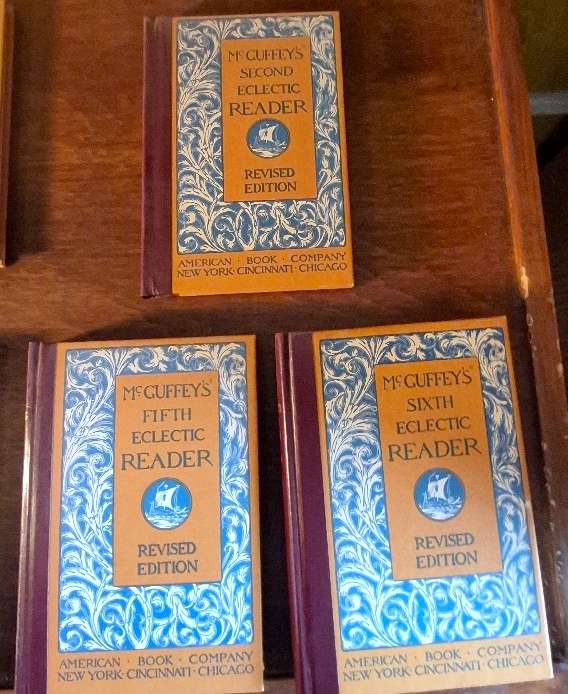 McGUFFEY'S
SECOND
ECLECTIC
READER
REVISED
EDITION
AMERICAN · BOOK · COMPANY
NEW YORK · CINCINNATI · CHICAGO
McGUFFEY'S
FIFTH
ECLECTIC
READER
REVISED
EDITION
AMERICAN · BOOK · COMPANY
NEW YORK · CINCINNATI · CHICAGO
McGUFFEY'S
SIXTH
ECLECTIC
READER
REVISED
EDITION
AMERICAN · BOOK · COMPANY
NEW YORK · CINCINNATI · CHICAGO